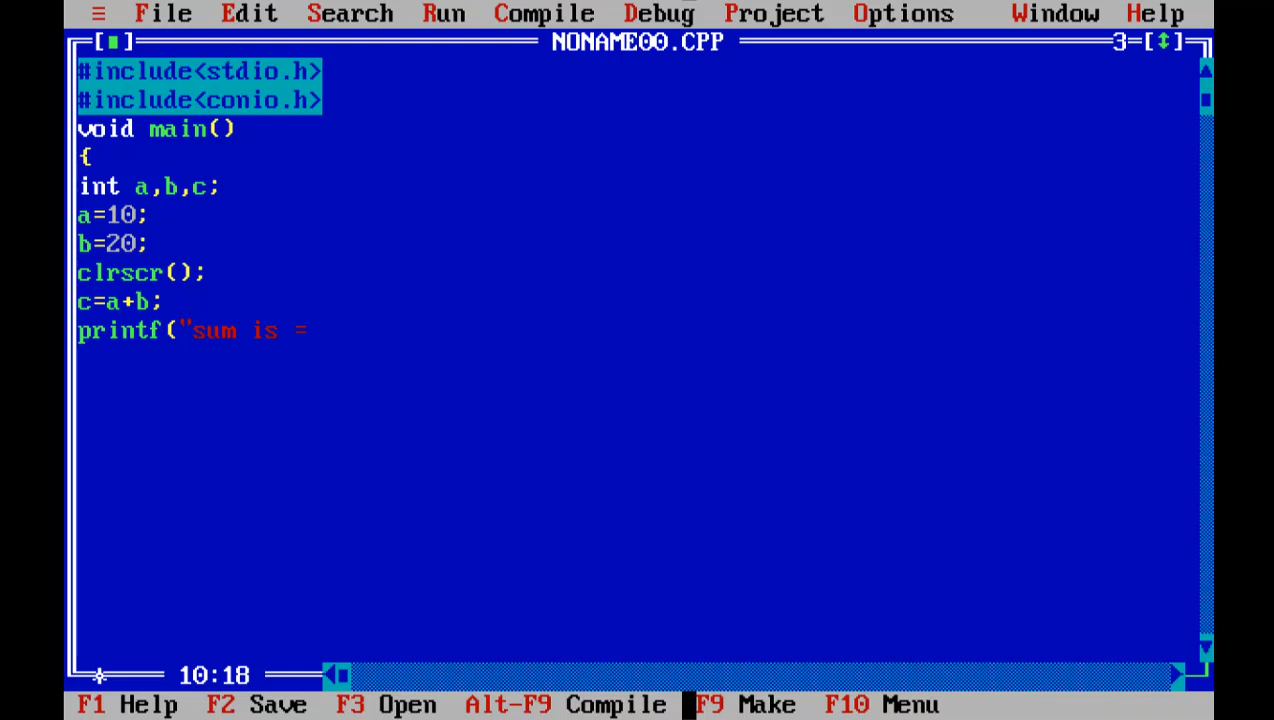 ≡ File Edit Search Run Compile Debug Project Options Window Help
[■] NONAME00.CPP 3=[↕]
#include<stdio.h>
#include<conio.h>
void main()
{
int a,b,c;
a=10;
b=20;
clrscr();
c=a+b;
printf("sum is =
10:18
F1 Help F2 Save F3 Open Alt-F9 Compile F9 Make F10 Menu